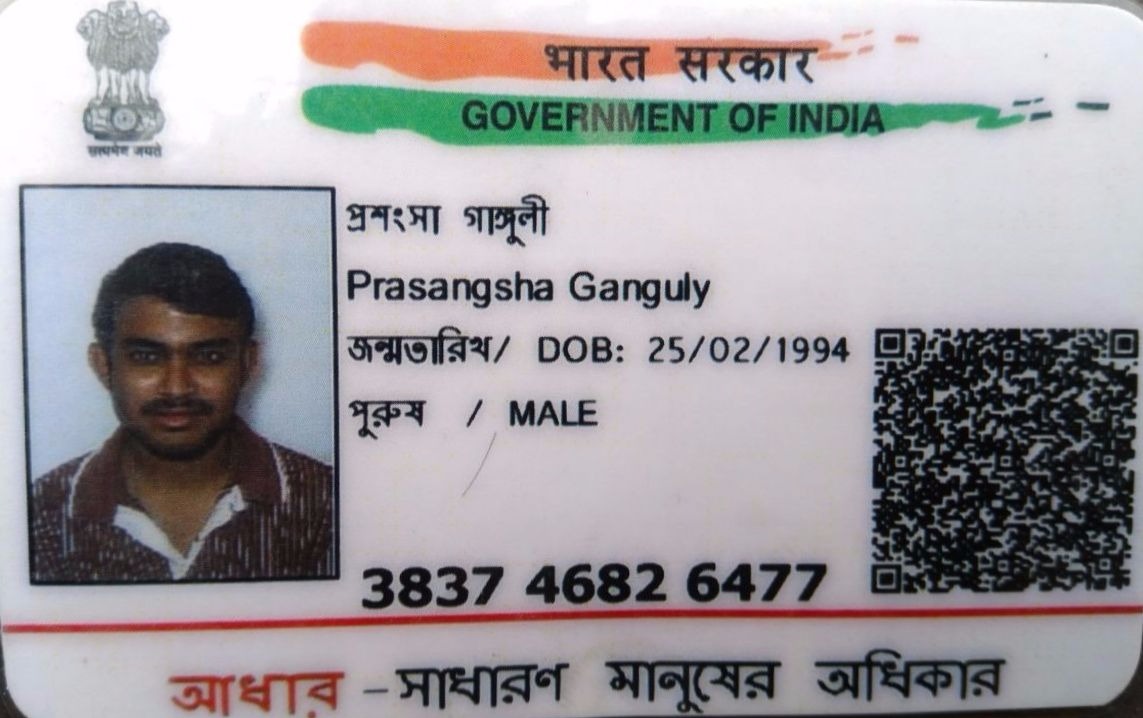 भारत सरकार
GOVERNMENT OF INDIA
सत्यमेव जयते
প্রশংসা গাঙ্গুলী
Prasangsha Ganguly
জন্মতারিখ/ DOB: 25/02/1994
পুরুষ / MALE
3837 4682 6477
আধার – সাধারণ মানুষের অধিকার